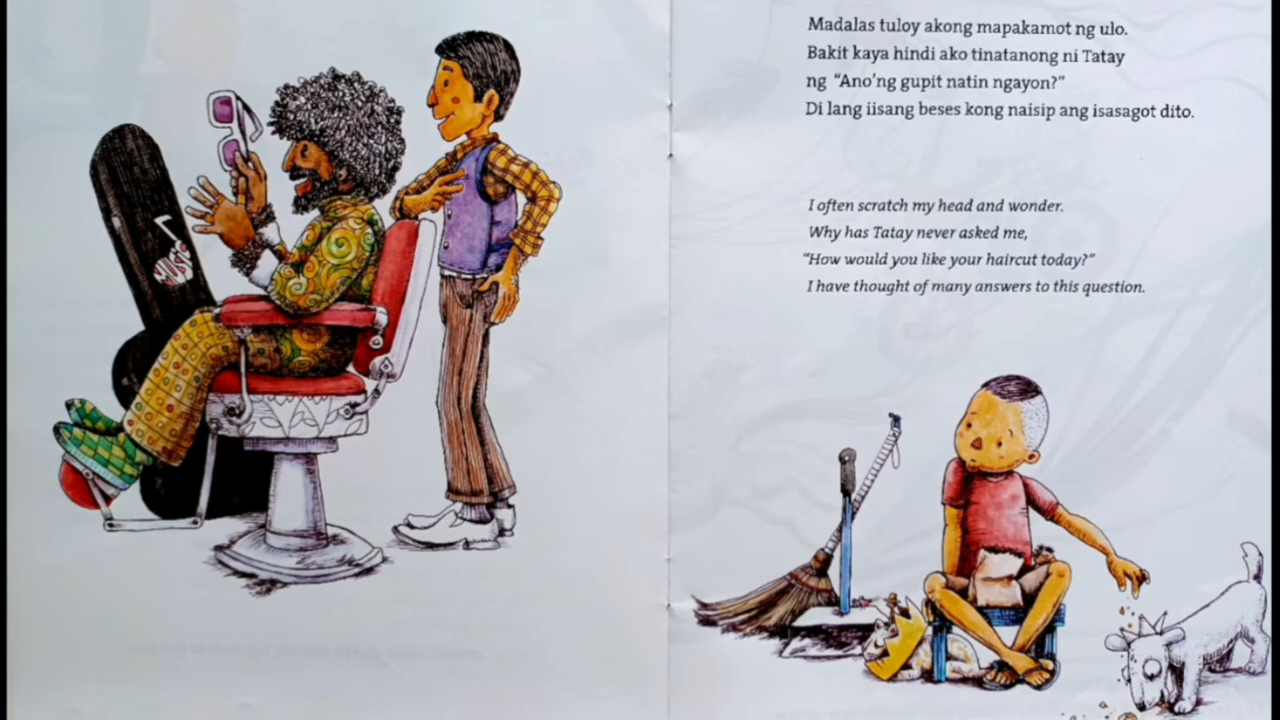 MUSIC
Madalas tuloy akong mapakamot ng ulo.
Bakit kaya hindi ako tinatanong ni Tatay
ng “Ano’ng gupit natin ngayon?”
Di lang iisang beses kong naisip ang isasagot dito.
I often scratch my head and wonder.
Why has Tatay never asked me,
“How would you like your haircut today?”
I have thought of many answers to this question.